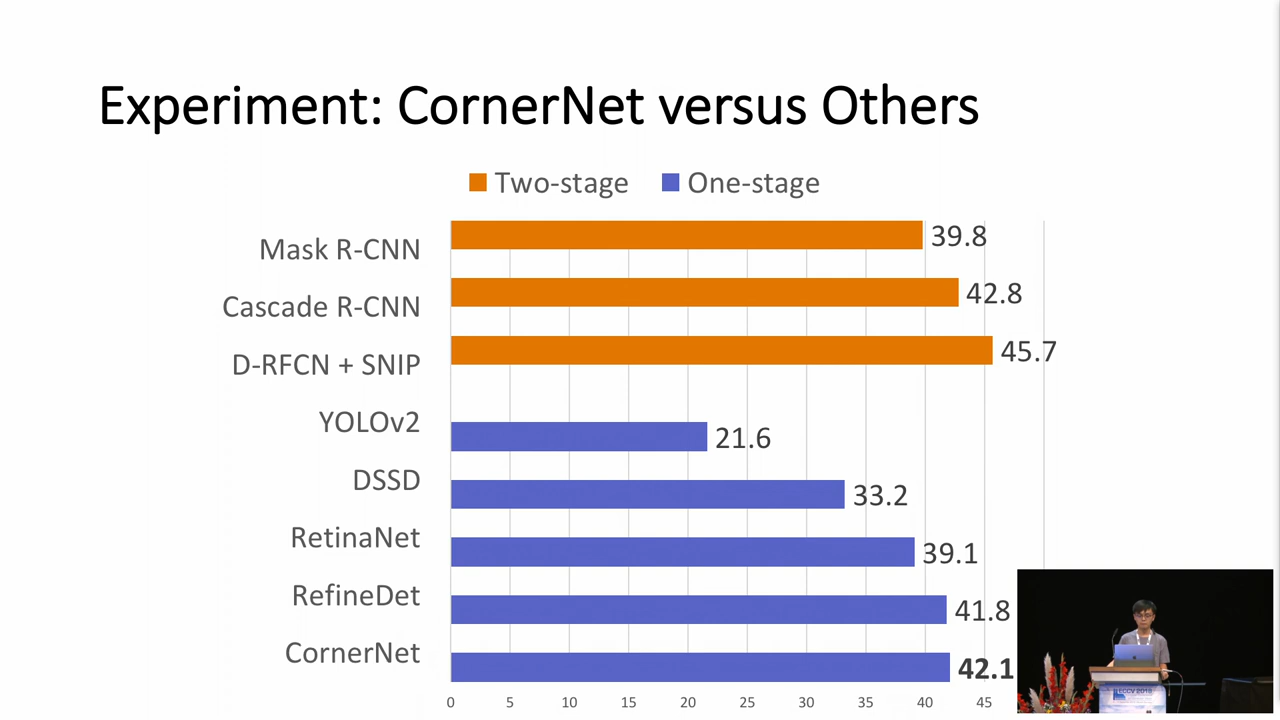 Experiment: CornerNet versus Others
Two-stage One-stage
Mask R-CNN 39.8
Cascade R-CNN 42.8
D-RFCN + SNIP 45.7
YOLOv2 21.6
DSSD 33.2
RetinaNet 39.1
RefineDet 41.8
CornerNet 42.1
0 5 10 15 20 25 30 35 40 45
ECCV 2018